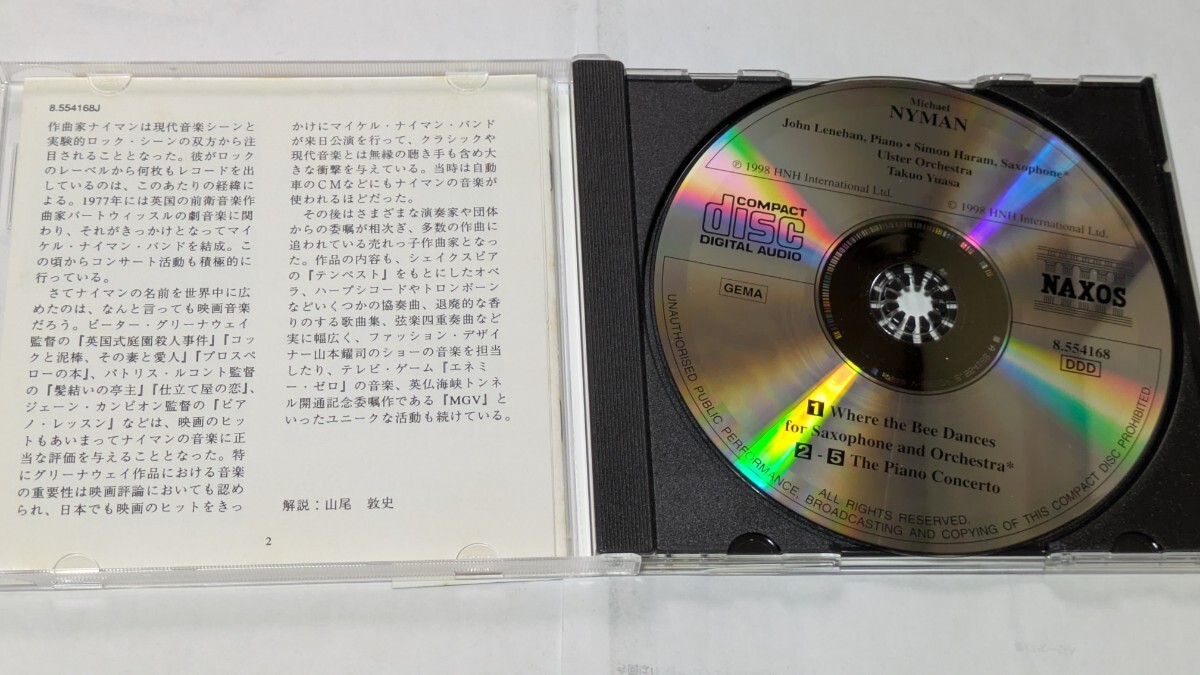 8.554168J
作曲家ナイマンは現代音楽シーンと
実験的ロック・シーンの双方から注
目されることとなった。彼がロック
のレーベルから何枚もレコードを出
しているのは、このあたりの経緯に
よる。1977年には英国の前衛音楽作
曲家バートウィッスルの劇音楽に関
わり、それがきっかけとなってマイ
ケル・ナイマン・バンドを結成。こ
の頃からコンサート活動も積極的に
行っている。
さてナイマンの名前を世界中に広
めたのは、なんと言っても映画音楽
だろう。ピーター・グリーナウェイ
監督の『英国式庭園殺人事件』『コッ
クと泥棒、その妻と愛人』『プロスペ
ローの本』、パトリス・ルコント監督
の『髪結いの亭主』『仕立て屋の恋』、
ジェーン・カンピオン監督の『ピア
ノ・レッスン』などは、映画のヒッ
トもあいまってナイマンの音楽に正
当な評価を与えることとなった。特
にグリーナウェイ作品における音楽
の重要性は映画評論においても認め
られ、日本でも映画のヒットをきっ
かけにマイケル・ナイマン・バンド
が来日公演を行って、クラシックや
現代音楽とは無縁の聴き手も含め大
きな衝撃を与えている。当時は自動
車のCMなどにもナイマンの音楽が
使われるほどだった。
その後はさまざまな演奏家や団体
からの委嘱が相次ぎ、多数の作曲に
追われている売れっ子作曲家となっ
た。作品の内容も、シェイクスピア
の『テンペスト』をもとにしたオペ
ラ、ハープシコードやトロンボーン
などいくつかの協奏曲、退廃的な香
りのする歌曲集、弦楽四重奏曲など
実に幅広く、ファッション・デザイ
ナー山本耀司のショーの音楽を担当
したり、テレビ・ゲーム『エネミ
ー・ゼロ』の音楽、英仏海峡トンネ
ル開通記念委嘱作である『MGV』と
いったユニークな活動も続けている。
解説：山尾 敦史
2
Michael
NYMAN
John Lenehan, Piano • Simon Haram, Saxophone*
Ulster Orchestra
Takuo Yuasa
℗ 1998 HNH International Ltd.
© 1998 HNH International Ltd.
COMPACT
disc
DIGITAL AUDIO
GEMA
NAXOS
8.554168
DDD
1 Where the Bee Dances
for Saxophone and Orchestra*
2 - 5 The Piano Concerto
ALL RIGHTS RESERVED.
UNAUTHORISED PUBLIC PERFORMANCE, BROADCASTING AND COPYING OF THIS COMPACT DISC PROHIBITED.